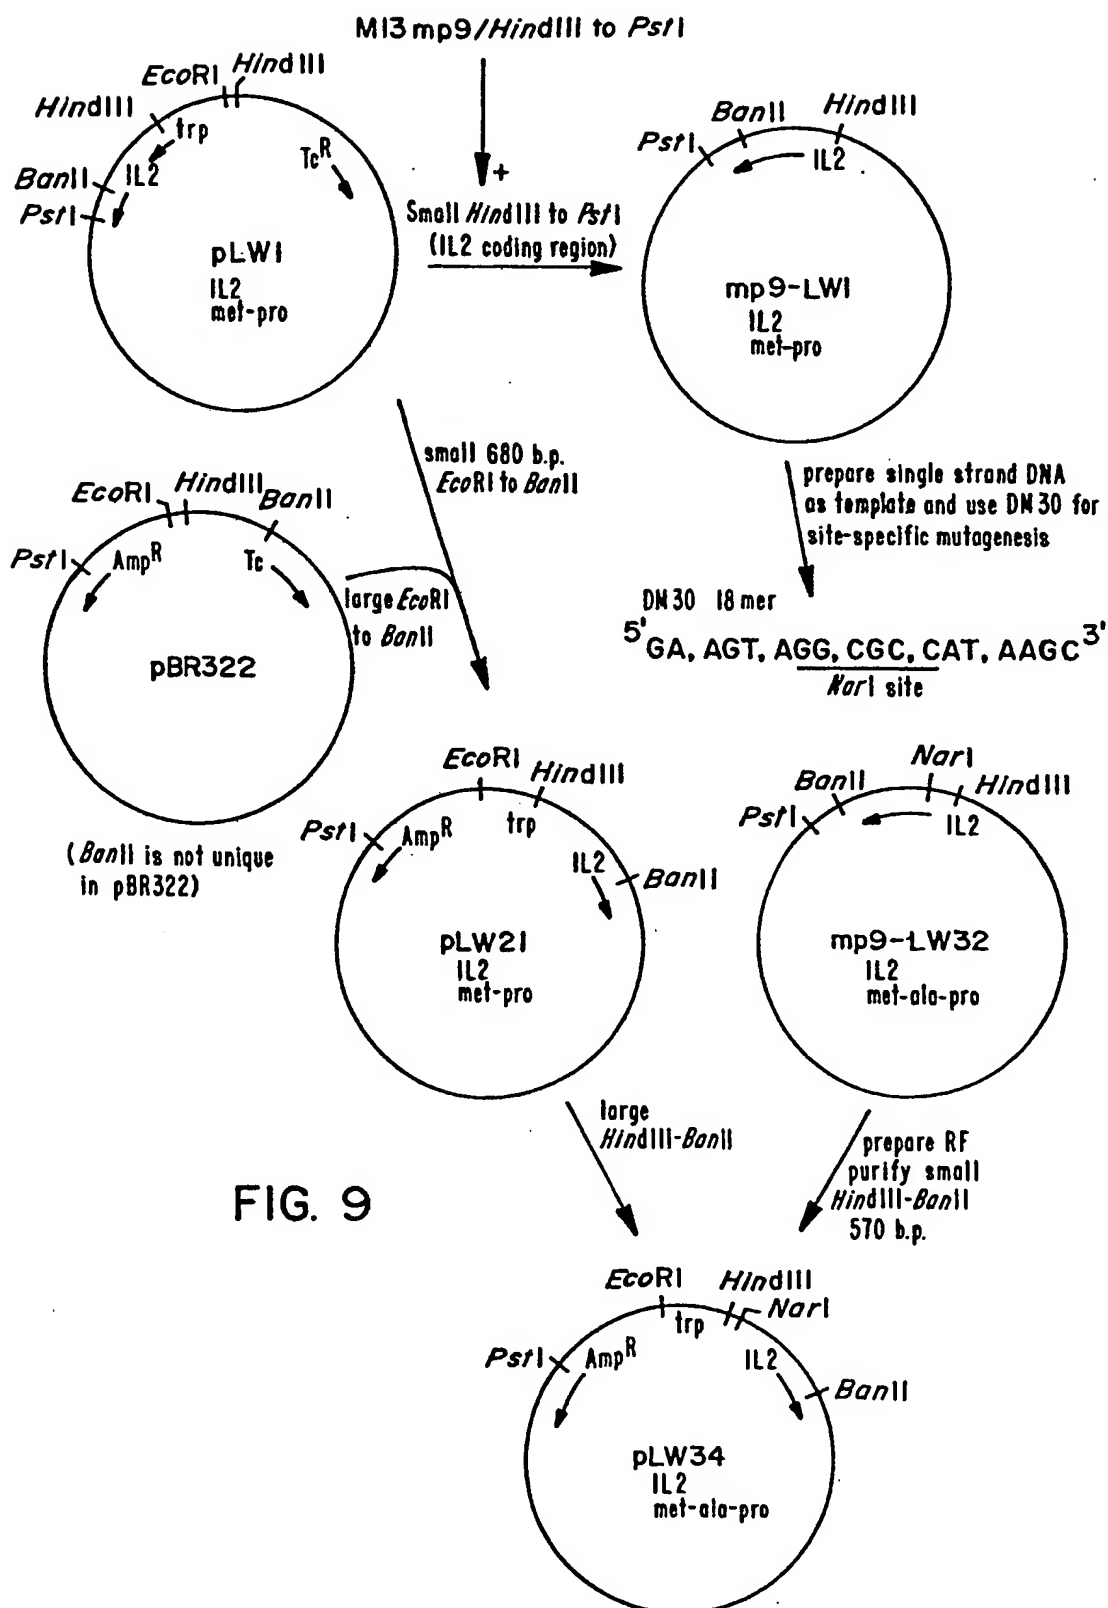 M13 mp9/HindIII to PstI
EcoRI
HindIII
HindIII
trp
TcR
IL2
BanII
PstI
pLW1
IL2
met-pro
+
Small HindIII to PstI
(IL2 coding region)
HindIII
BanII
PstI
IL2
mp9-LW1
IL2
met-pro
small 680 b.p.
EcoRI to BanII
prepare single strand DNA
as template and use DM30 for
site-specific mutagenesis
EcoRI
HindIII
BanII
PstI
AmpR
Tc
pBR322
(BanII is not unique
in pBR322)
large EcoRI
to BanII
DM30 18 mer
5' GA, AGT, AGG, CGC, CAT, AAGC 3'
NarI site
EcoRI
HindIII
PstI
AmpR
trp
IL2
BanII
pLW21
IL2
met-pro
NarI
BanII
HindIII
PstI
IL2
mp9-LW32
IL2
met-ala-pro
large
HindIII-BanII
prepare RF
purify small
HindIII-BanII
570 b.p.
FIG. 9
EcoRI
HindIII
NarI
trp
PstI
AmpR
IL2
BanII
pLW34
IL2
met-ala-pro